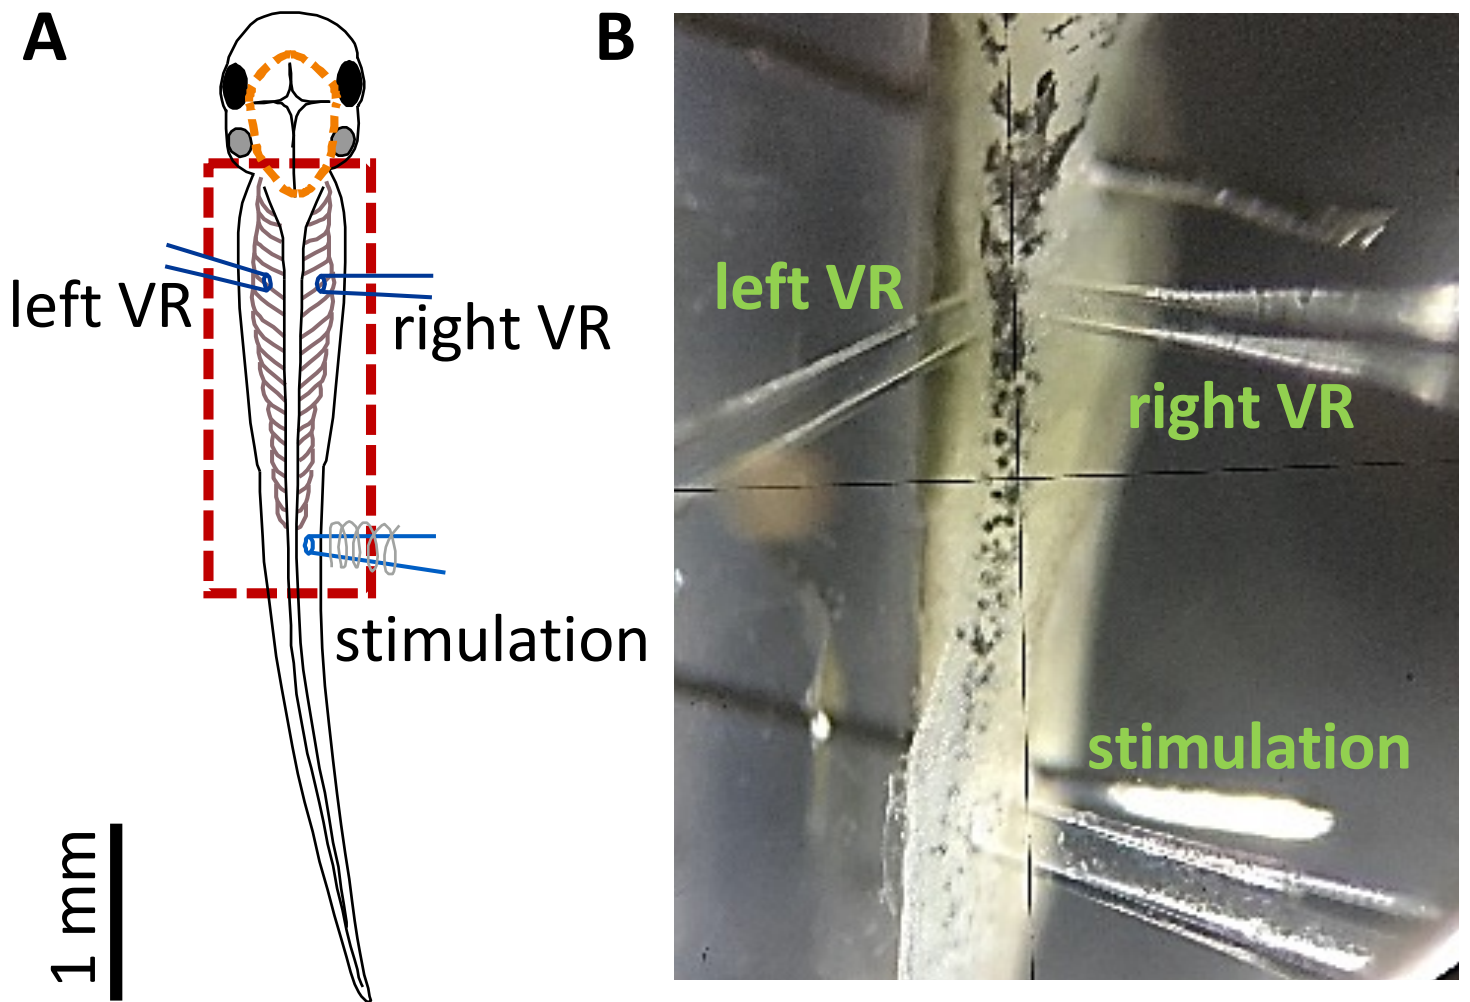 A
B
left VR
right VR
stimulation
1 mm
left VR
right VR
stimulation